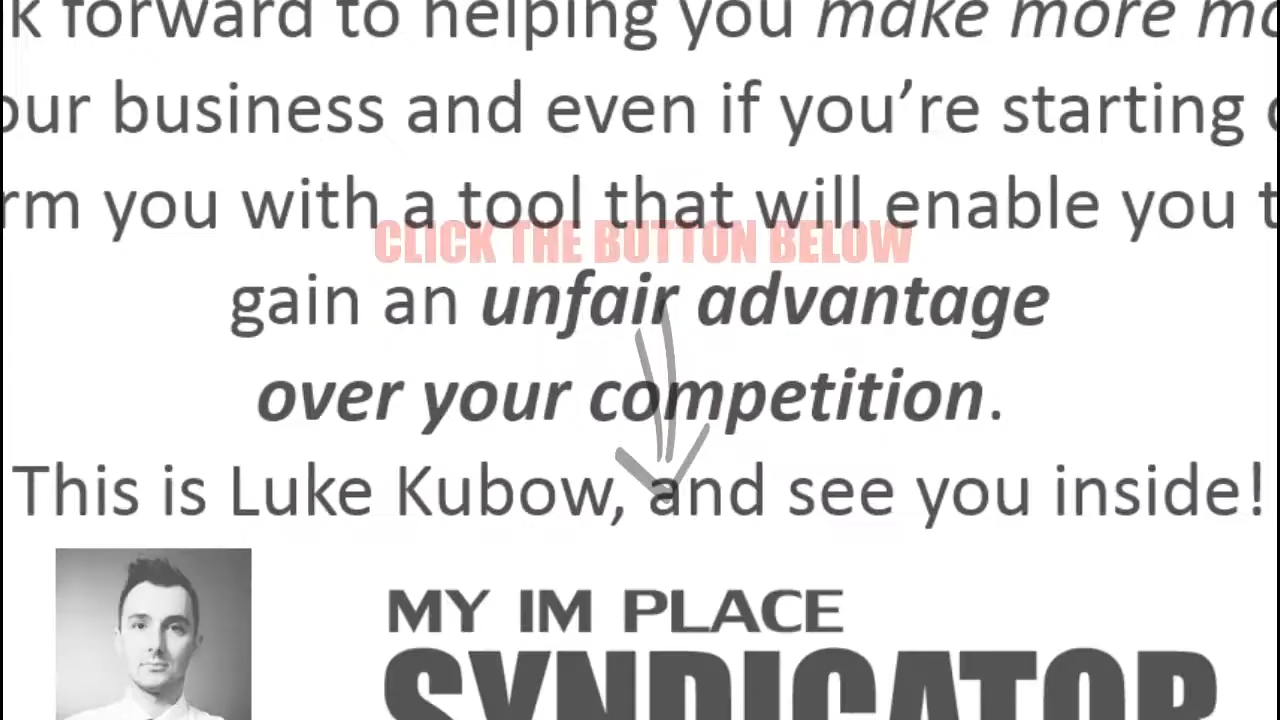 k forward to helping you make more mo
our business and even if you're starting
rm you with a tool that will enable you t
CLICK THE BUTTON BELOW
gain an unfair advantage
over your competition.
This is Luke Kubow, and see you inside!
MY IM PLACE
SYNDICATOR